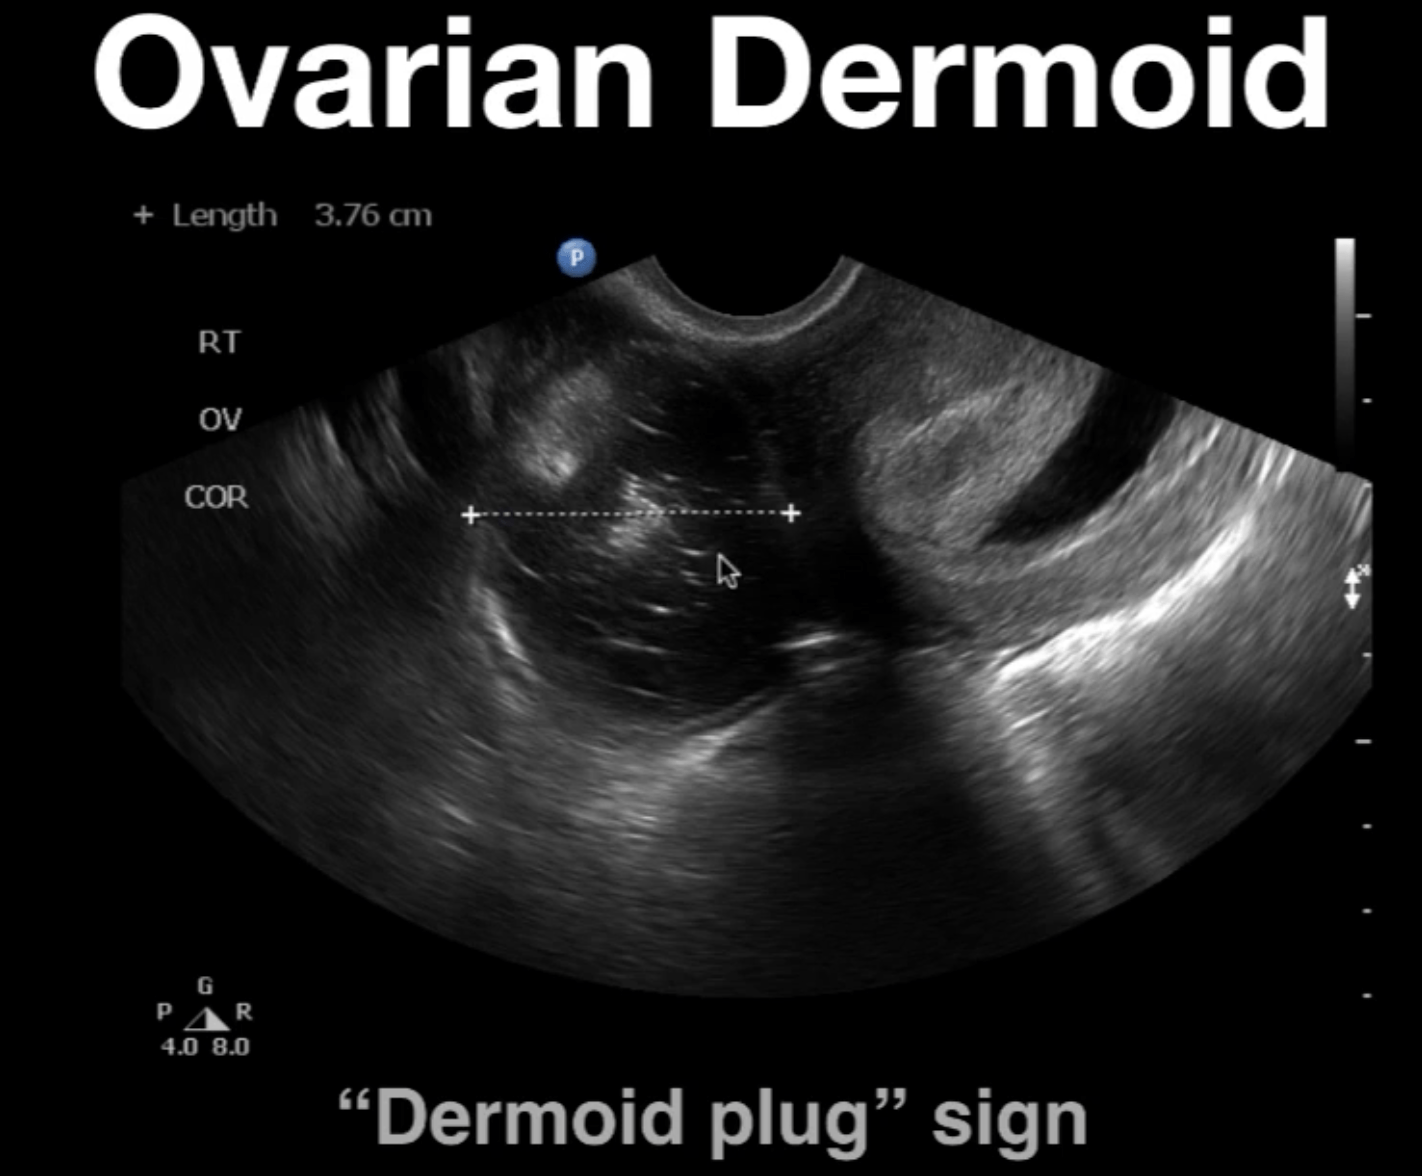 Ovarian Dermoid
+ Length 3.76 cm
P
RT
OV
COR
G
P R
4.0 8.0
“Dermoid plug” sign